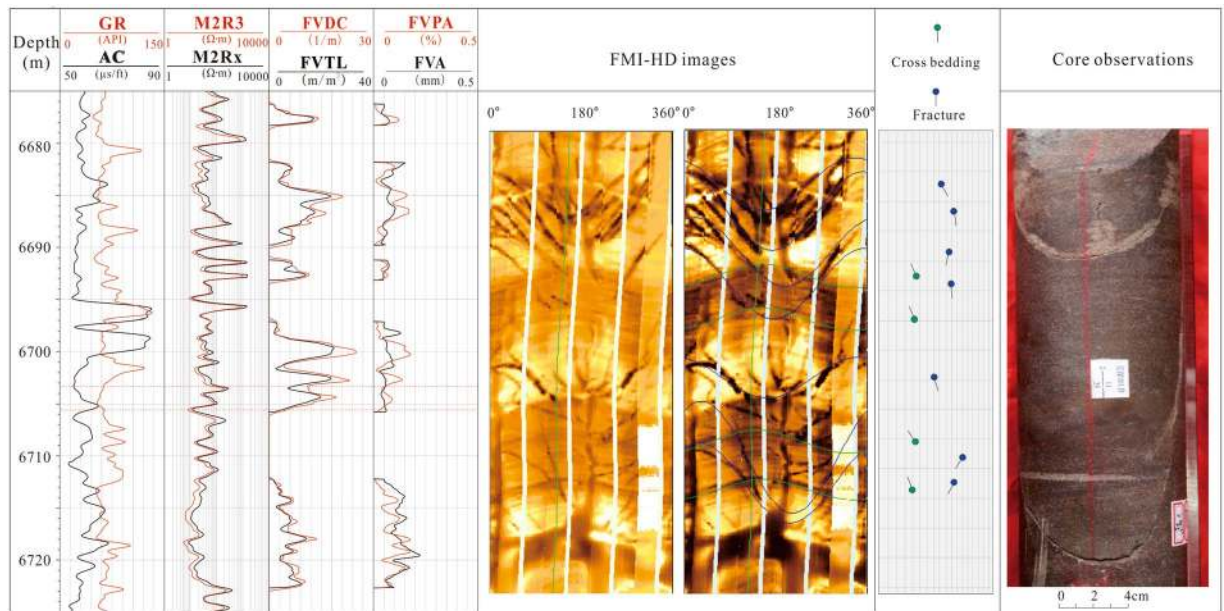 GR
M2R3
FVDC
FVPA
0 (API) 150
1 (Ω·m) 10000
0 (1/m) 30
0 (%) 0.5
Depth
(m)
AC
M2Rx
FVTL
FVA
50 (μs/ft) 90
1 (Ω·m) 10000
0 (m/m²) 40
0 (mm) 0.5
FMI-HD images
Cross bedding
Fracture
Core observations
0° 180° 360° 0° 180° 360°
6680
6690
6700
6710
6720
0 2 4cm